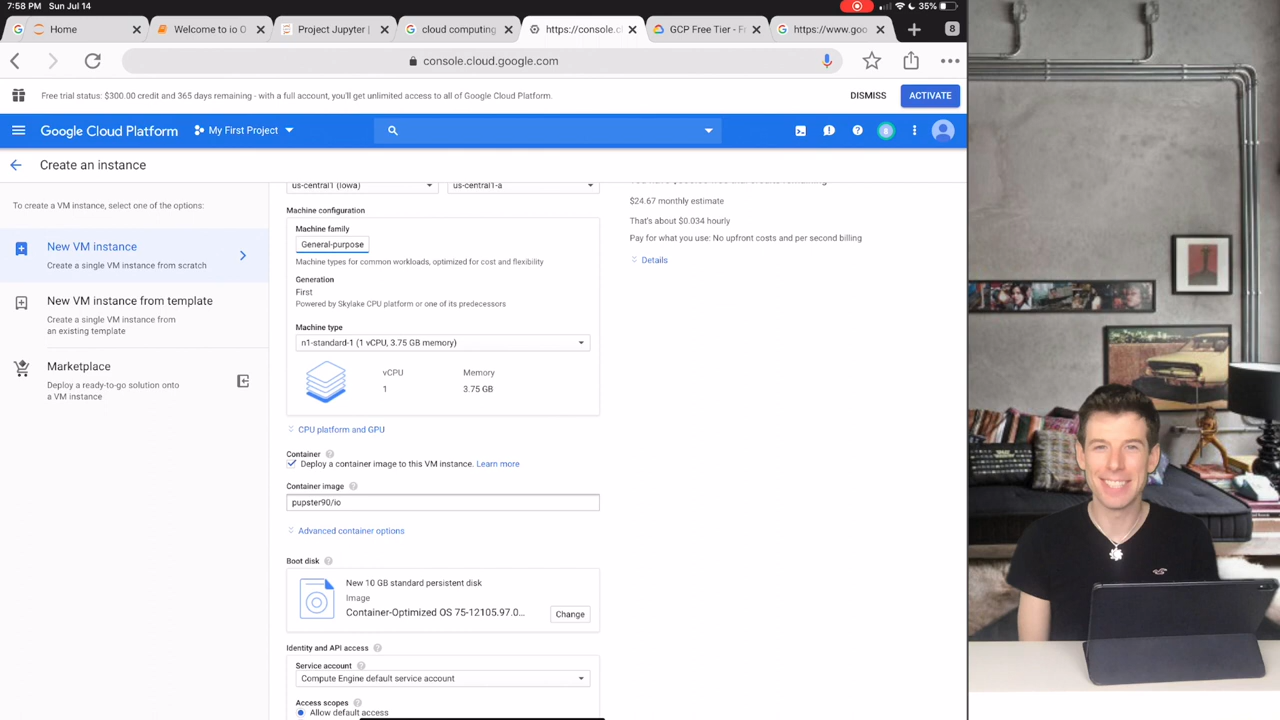 7:58 PM Sun Jul 14
35%
Home
Welcome to io O
Project Jupyter |
cloud computing
https://console.cl
GCP Free Tier - Fr
https://www.goo
8
console.cloud.google.com
Free trial status: $300.00 credit and 365 days remaining - with a full account, you'll get unlimited access to all of Google Cloud Platform.
DISMISS
ACTIVATE
Google Cloud Platform
My First Project
8
Create an instance
To create a VM instance, select one of the options:
New VM instance
Create a single VM instance from scratch
New VM instance from template
Create a single VM instance from
an existing template
Marketplace
Deploy a ready-to-go solution onto
a VM instance
us-central1 (Iowa)
us-central1-a
Machine configuration
Machine family
General-purpose
Machine types for common workloads, optimized for cost and flexibility
Generation
First
Powered by Skylake CPU platform or one of its predecessors
Machine type
n1-standard-1 (1 vCPU, 3.75 GB memory)
vCPU
Memory
1
3.75 GB
CPU platform and GPU
Container
Deploy a container image to this VM instance. Learn more
Container image
pupster90/io
Advanced container options
Boot disk
New 10 GB standard persistent disk
Image
Container-Optimized OS 75-12105.97.0...
Change
Identity and API access
Service account
Compute Engine default service account
Access scopes
Allow default access
$24.67 monthly estimate
That's about $0.034 hourly
Pay for what you use: No upfront costs and per second billing
Details